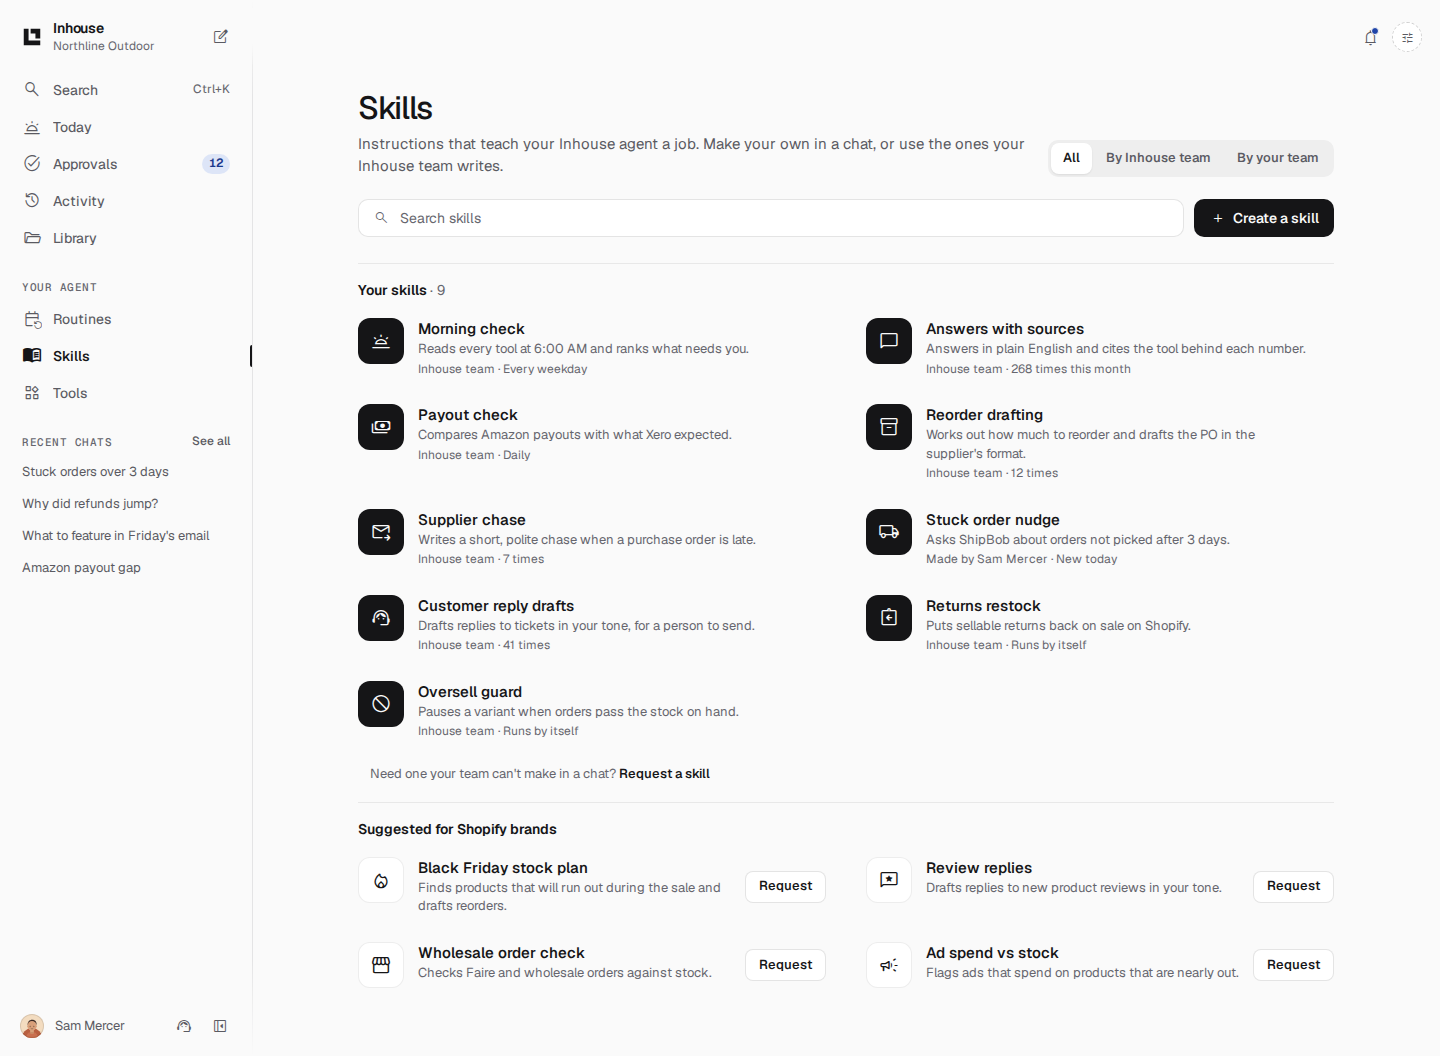 Inhouse
Northline Outdoor
Search Ctrl+K
Today
Approvals 12
Activity
Library
YOUR AGENT
Routines
Skills
Tools
RECENT CHATS See all
Stuck orders over 3 days
Why did refunds jump?
What to feature in Friday's email
Amazon payout gap
Sam Mercer
Skills
Instructions that teach your Inhouse agent a job. Make your own in a chat, or use the ones your
Inhouse team writes.
All By Inhouse team By your team
Search skills
+ Create a skill
Your skills · 9
Morning check
Reads every tool at 6:00 AM and ranks what needs you.
Inhouse team · Every weekday
Answers with sources
Answers in plain English and cites the tool behind each number.
Inhouse team · 268 times this month
Payout check
Compares Amazon payouts with what Xero expected.
Inhouse team · Daily
Reorder drafting
Works out how much to reorder and drafts the PO in the
supplier's format.
Inhouse team · 12 times
Supplier chase
Writes a short, polite chase when a purchase order is late.
Inhouse team · 7 times
Stuck order nudge
Asks ShipBob about orders not picked after 3 days.
Made by Sam Mercer · New today
Customer reply drafts
Drafts replies to tickets in your tone, for a person to send.
Inhouse team · 41 times
Returns restock
Puts sellable returns back on sale on Shopify.
Inhouse team · Runs by itself
Oversell guard
Pauses a variant when orders pass the stock on hand.
Inhouse team · Runs by itself
Need one your team can't make in a chat? Request a skill
Suggested for Shopify brands
Black Friday stock plan
Finds products that will run out during the sale and
drafts reorders.
Request
Review replies
Drafts replies to new product reviews in your tone.
Request
Wholesale order check
Checks Faire and wholesale orders against stock.
Request
Ad spend vs stock
Flags ads that spend on products that are nearly out.
Request